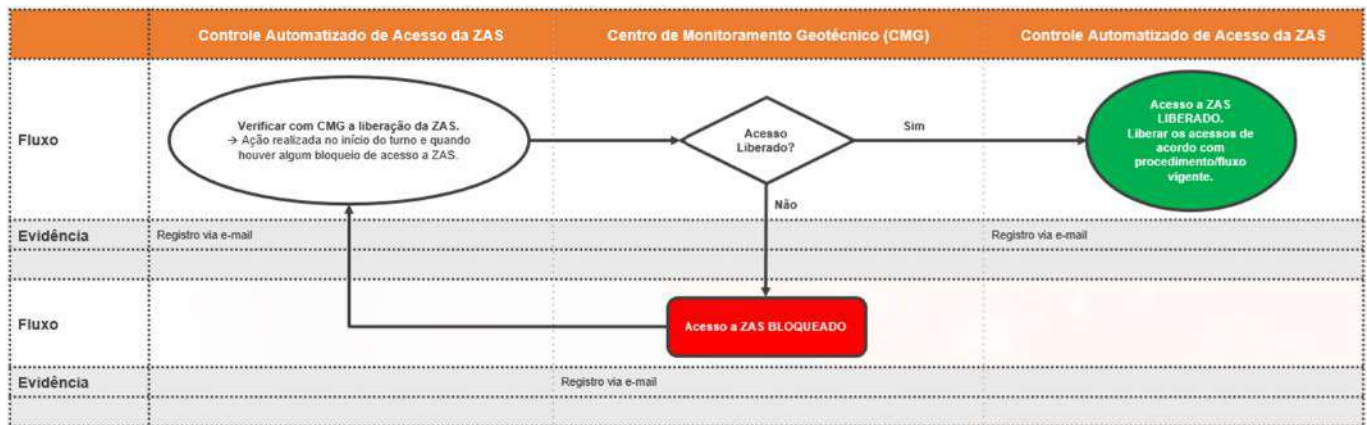 Controle Automatizado de Acesso da ZAS
Centro de Monitoramento Geotécnico (CMG)
Controle Automatizado de Acesso da ZAS
Fluxo
Verificar com CMG a liberação da ZAS.
→ Ação realizada no início do turno e quando
houver algum bloqueio de acesso a ZAS.
Acesso
Liberado?
Sim
Não
Acesso a ZAS
LIBERADO.
Liberar os acessos de
acordo com
procedimento/fluxo
vigente.
Evidência
Registro via e-mail
Registro via e-mail
Fluxo
Acesso a ZAS BLOQUEADO
Evidência
Registro via e-mail